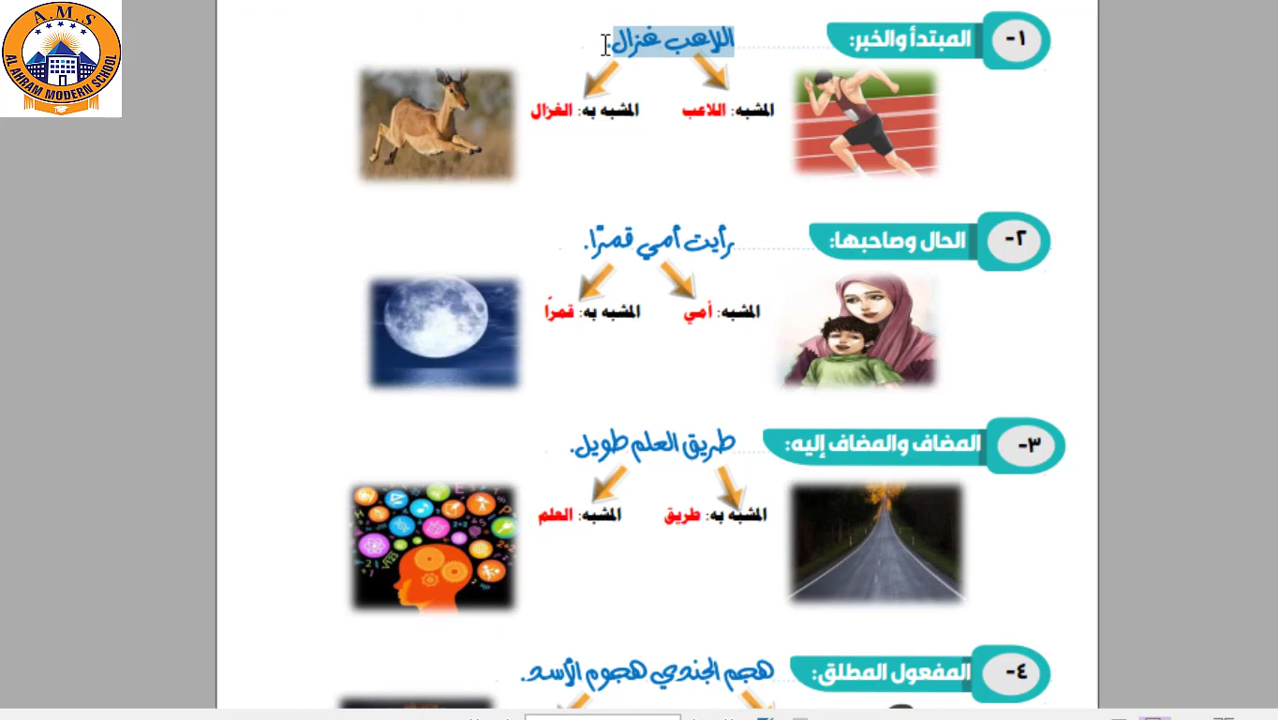 A.M.S
AL AHRAM MODERN SCHOOL
١- المبتدأ والخبر: اللاعب غزال.
المشبه: اللاعب المشبه به: الغزال
٢- الحال وصاحبها: رأيت أمي قمرًا.
المشبه: أمي المشبه به: قمرًا
٣- المضاف والمضاف إليه: طريق العلم طويل.
المشبه به: طريق المشبه: العلم
٤- المفعول المطلق: هجم الجندي هجوم الأسد.